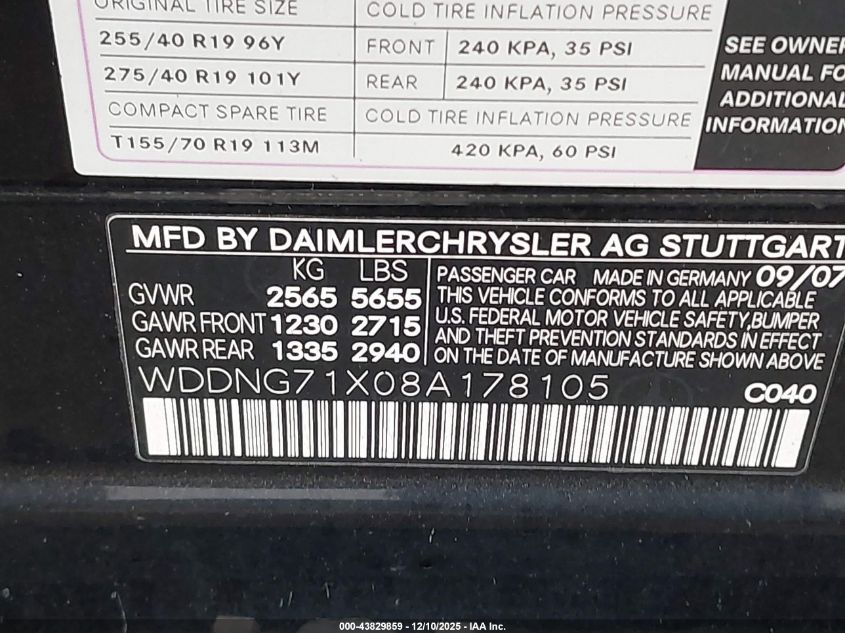 ORIGINAL TIRE SIZE COLD TIRE INFLATION PRESSURE
255/40 R19 96Y FRONT 240 KPA, 35 PSI
275/40 R19 101Y REAR 240 KPA, 35 PSI
COMPACT SPARE TIRE COLD TIRE INFLATION PRESSURE
T155/70 R19 113M 420 KPA, 60 PSI
SEE OWNER
MANUAL FO
ADDITIONAL
INFORMATION
MFD BY DAIMLERCHRYSLER AG STUTTGART
KG LBS
GVWR 2565 5655
GAWR FRONT 1230 2715
GAWR REAR 1335 2940
PASSENGER CAR MADE IN GERMANY 09/07
THIS VEHICLE CONFORMS TO ALL APPLICABLE
U.S. FEDERAL MOTOR VEHICLE SAFETY,BUMPER
AND THEFT PREVENTION STANDARDS IN EFFECT
ON THE DATE OF MANUFACTURE SHOWN ABOVE
WDDNG71X08A178105 C040
000-43829859 - 12/10/2025 - IAA Inc.